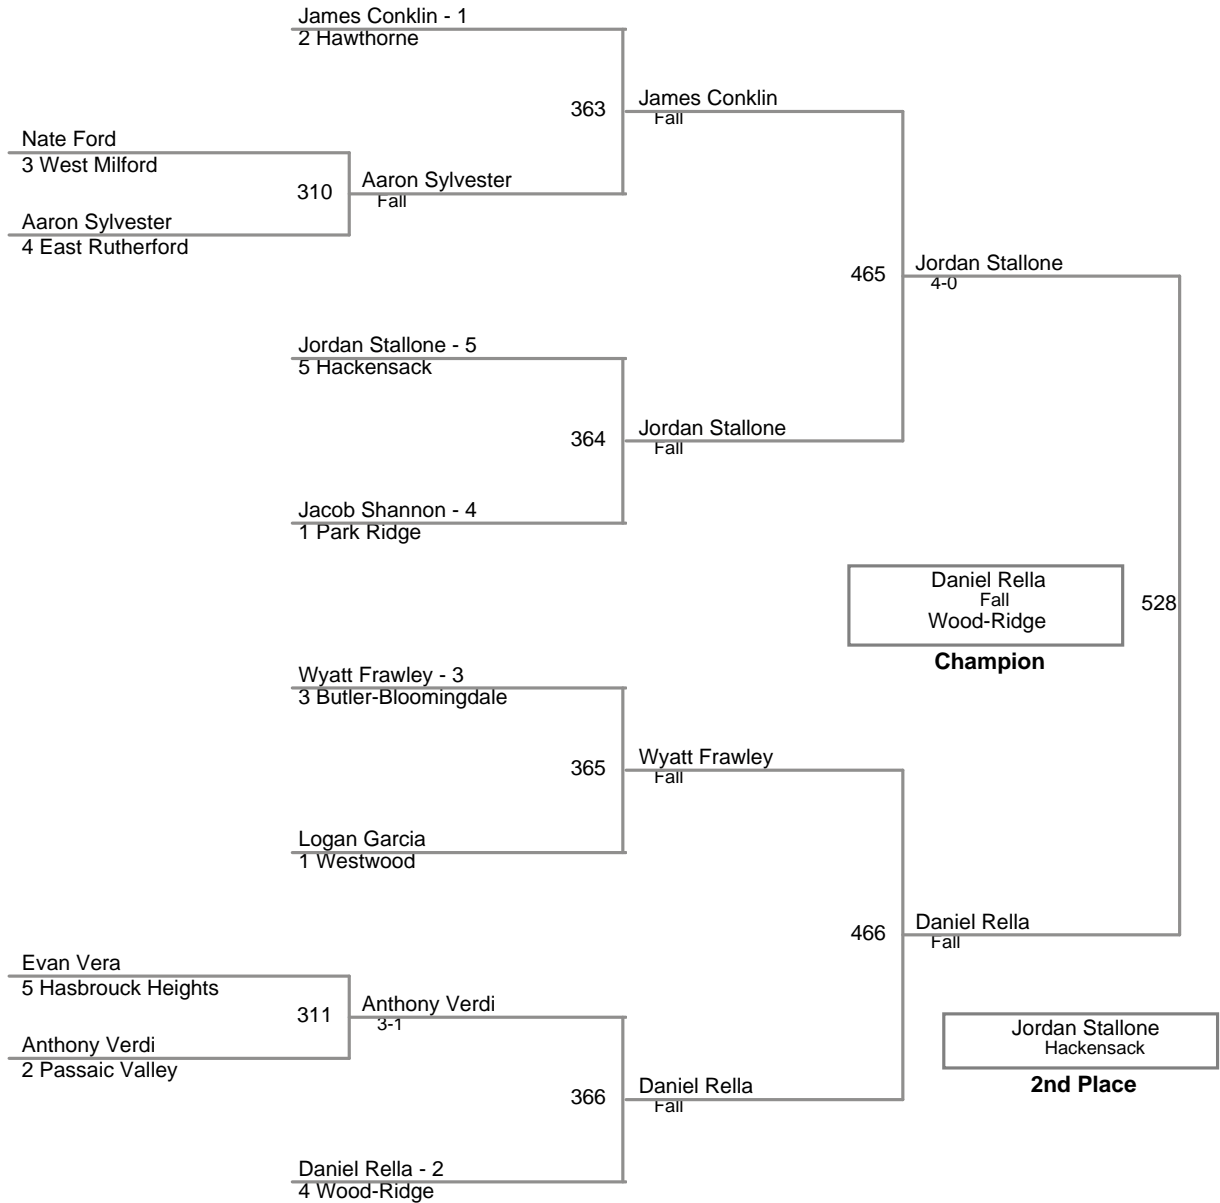 James Conklin - 1
2 Hawthorne
363
James Conklin
Fall
Nate Ford
3 West Milford
310
Aaron Sylvester
Fall
Aaron Sylvester
4 East Rutherford
465
Jordan Stallone
4-0
Jordan Stallone - 5
5 Hackensack
364
Jordan Stallone
Fall
Jacob Shannon - 4
1 Park Ridge
Daniel Rella
Fall
Wood-Ridge
528
Champion
Wyatt Frawley - 3
3 Butler-Bloomingdale
365
Wyatt Frawley
Fall
Logan Garcia
1 Westwood
466
Daniel Rella
Fall
Evan Vera
5 Hasbrouck Heights
311
Anthony Verdi
3-1
Anthony Verdi
2 Passaic Valley
Jordan Stallone
Hackensack
2nd Place
366
Daniel Rella
Fall
Daniel Rella - 2
4 Wood-Ridge